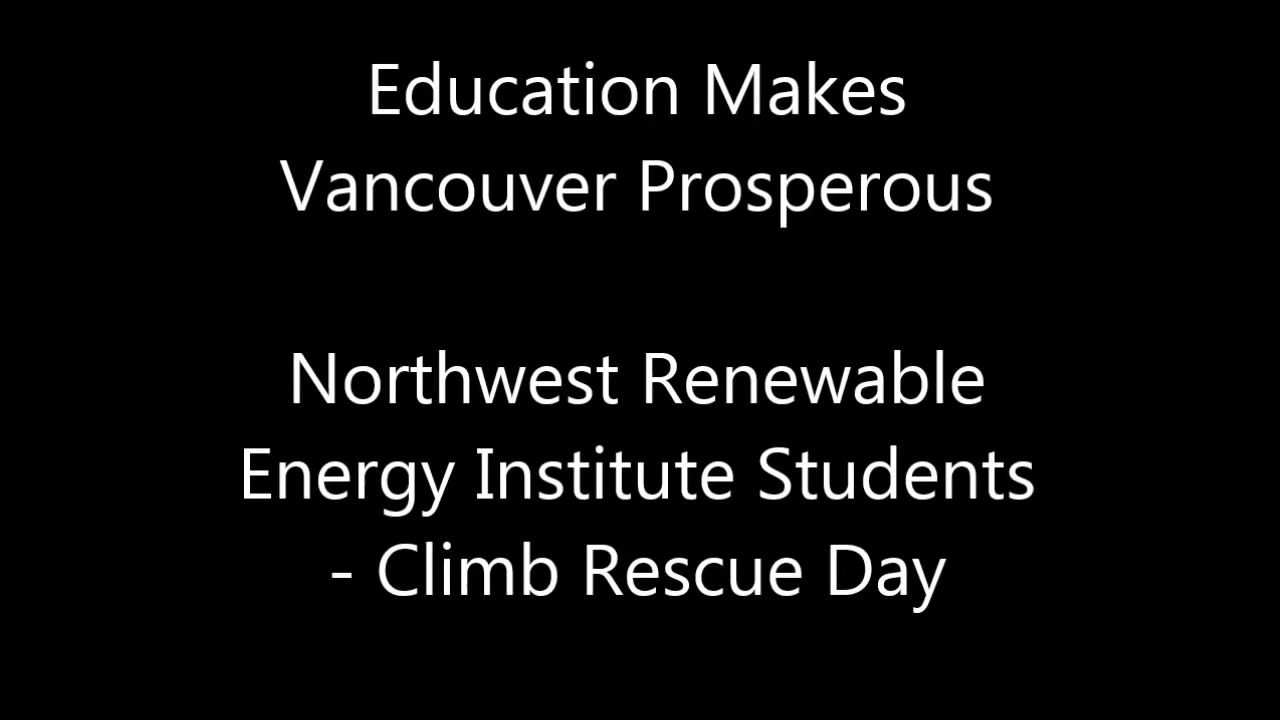 Education Makes
Vancouver Prosperous
Northwest Renewable
Energy Institute Students
- Climb Rescue Day